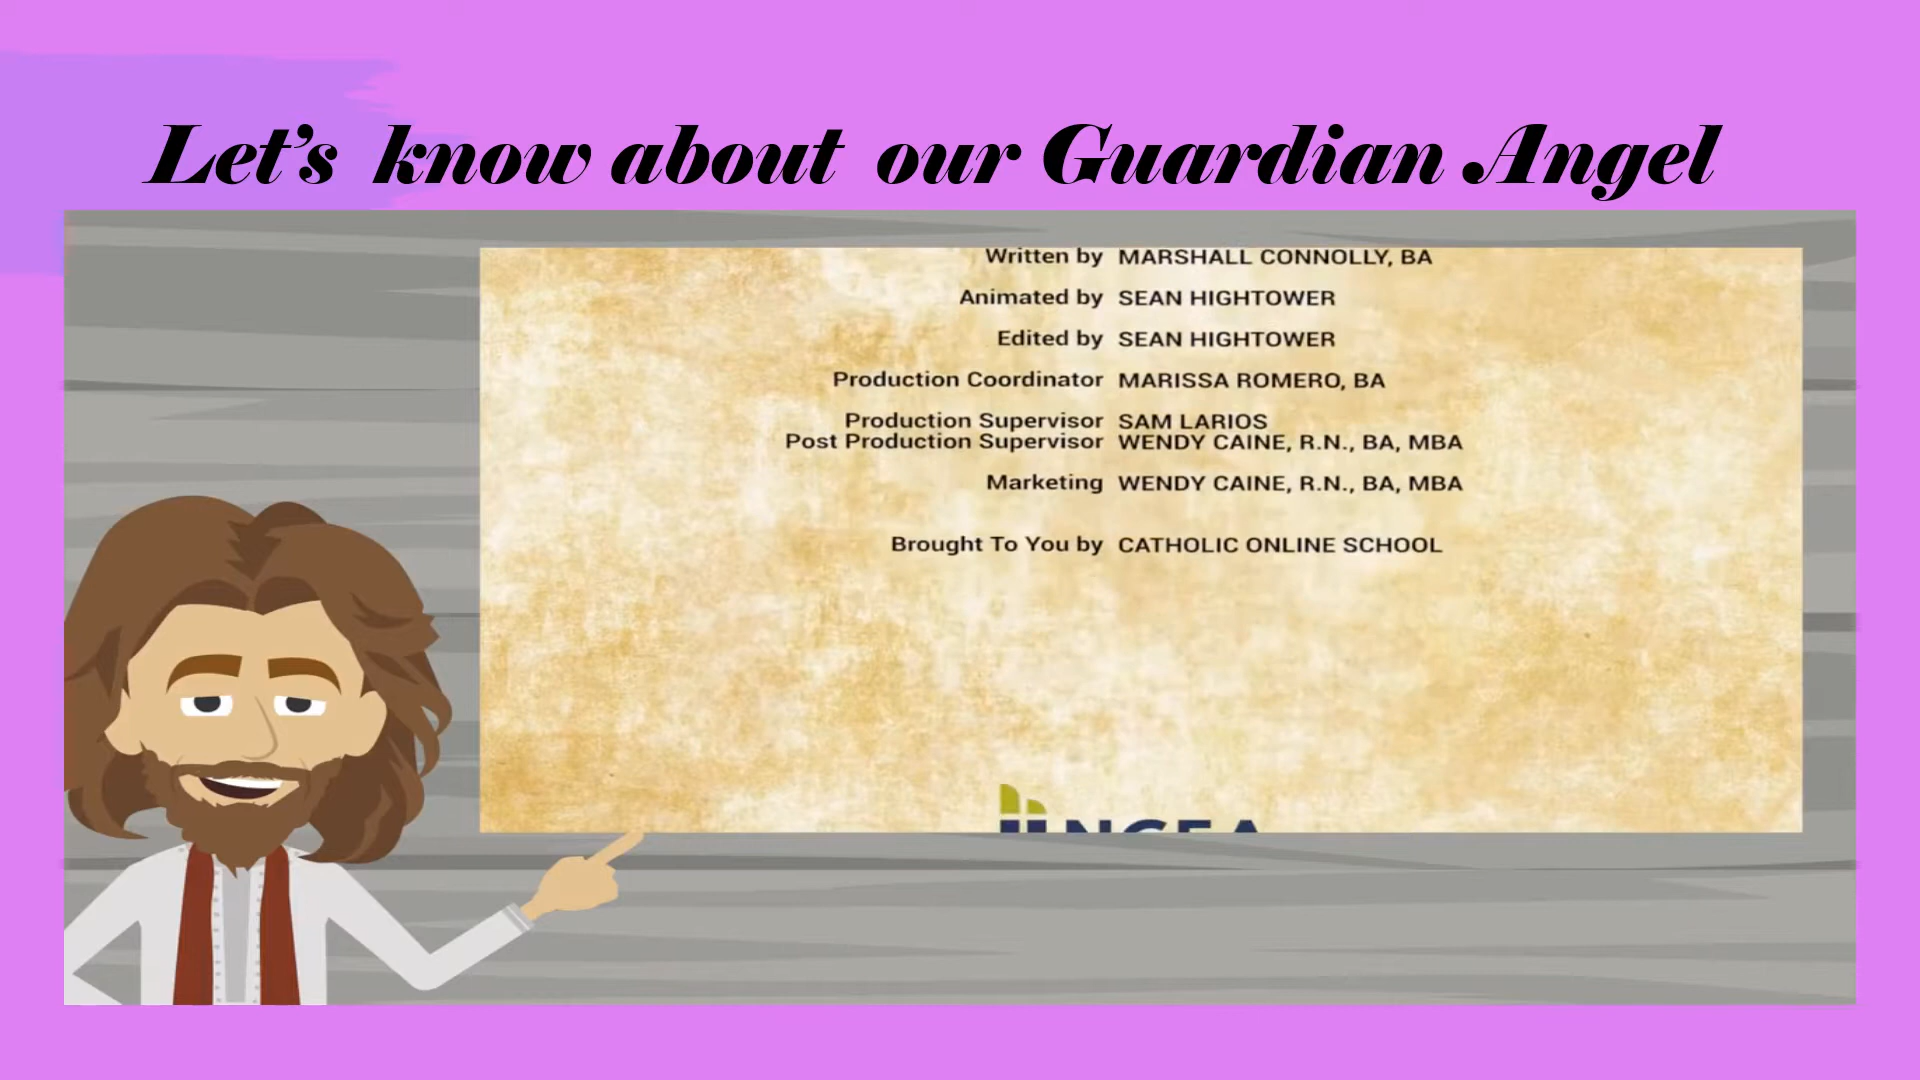 Let's know about our Guardian Angel
Written by MARSHALL CONNOLLY, BA
Animated by SEAN HIGHTOWER
Edited by SEAN HIGHTOWER
Production Coordinator MARISSA ROMERO, BA
Production Supervisor SAM LARIOS
Post Production Supervisor WENDY CAINE, R.N., BA, MBA
Marketing WENDY CAINE, R.N., BA, MBA
Brought To You by CATHOLIC ONLINE SCHOOL